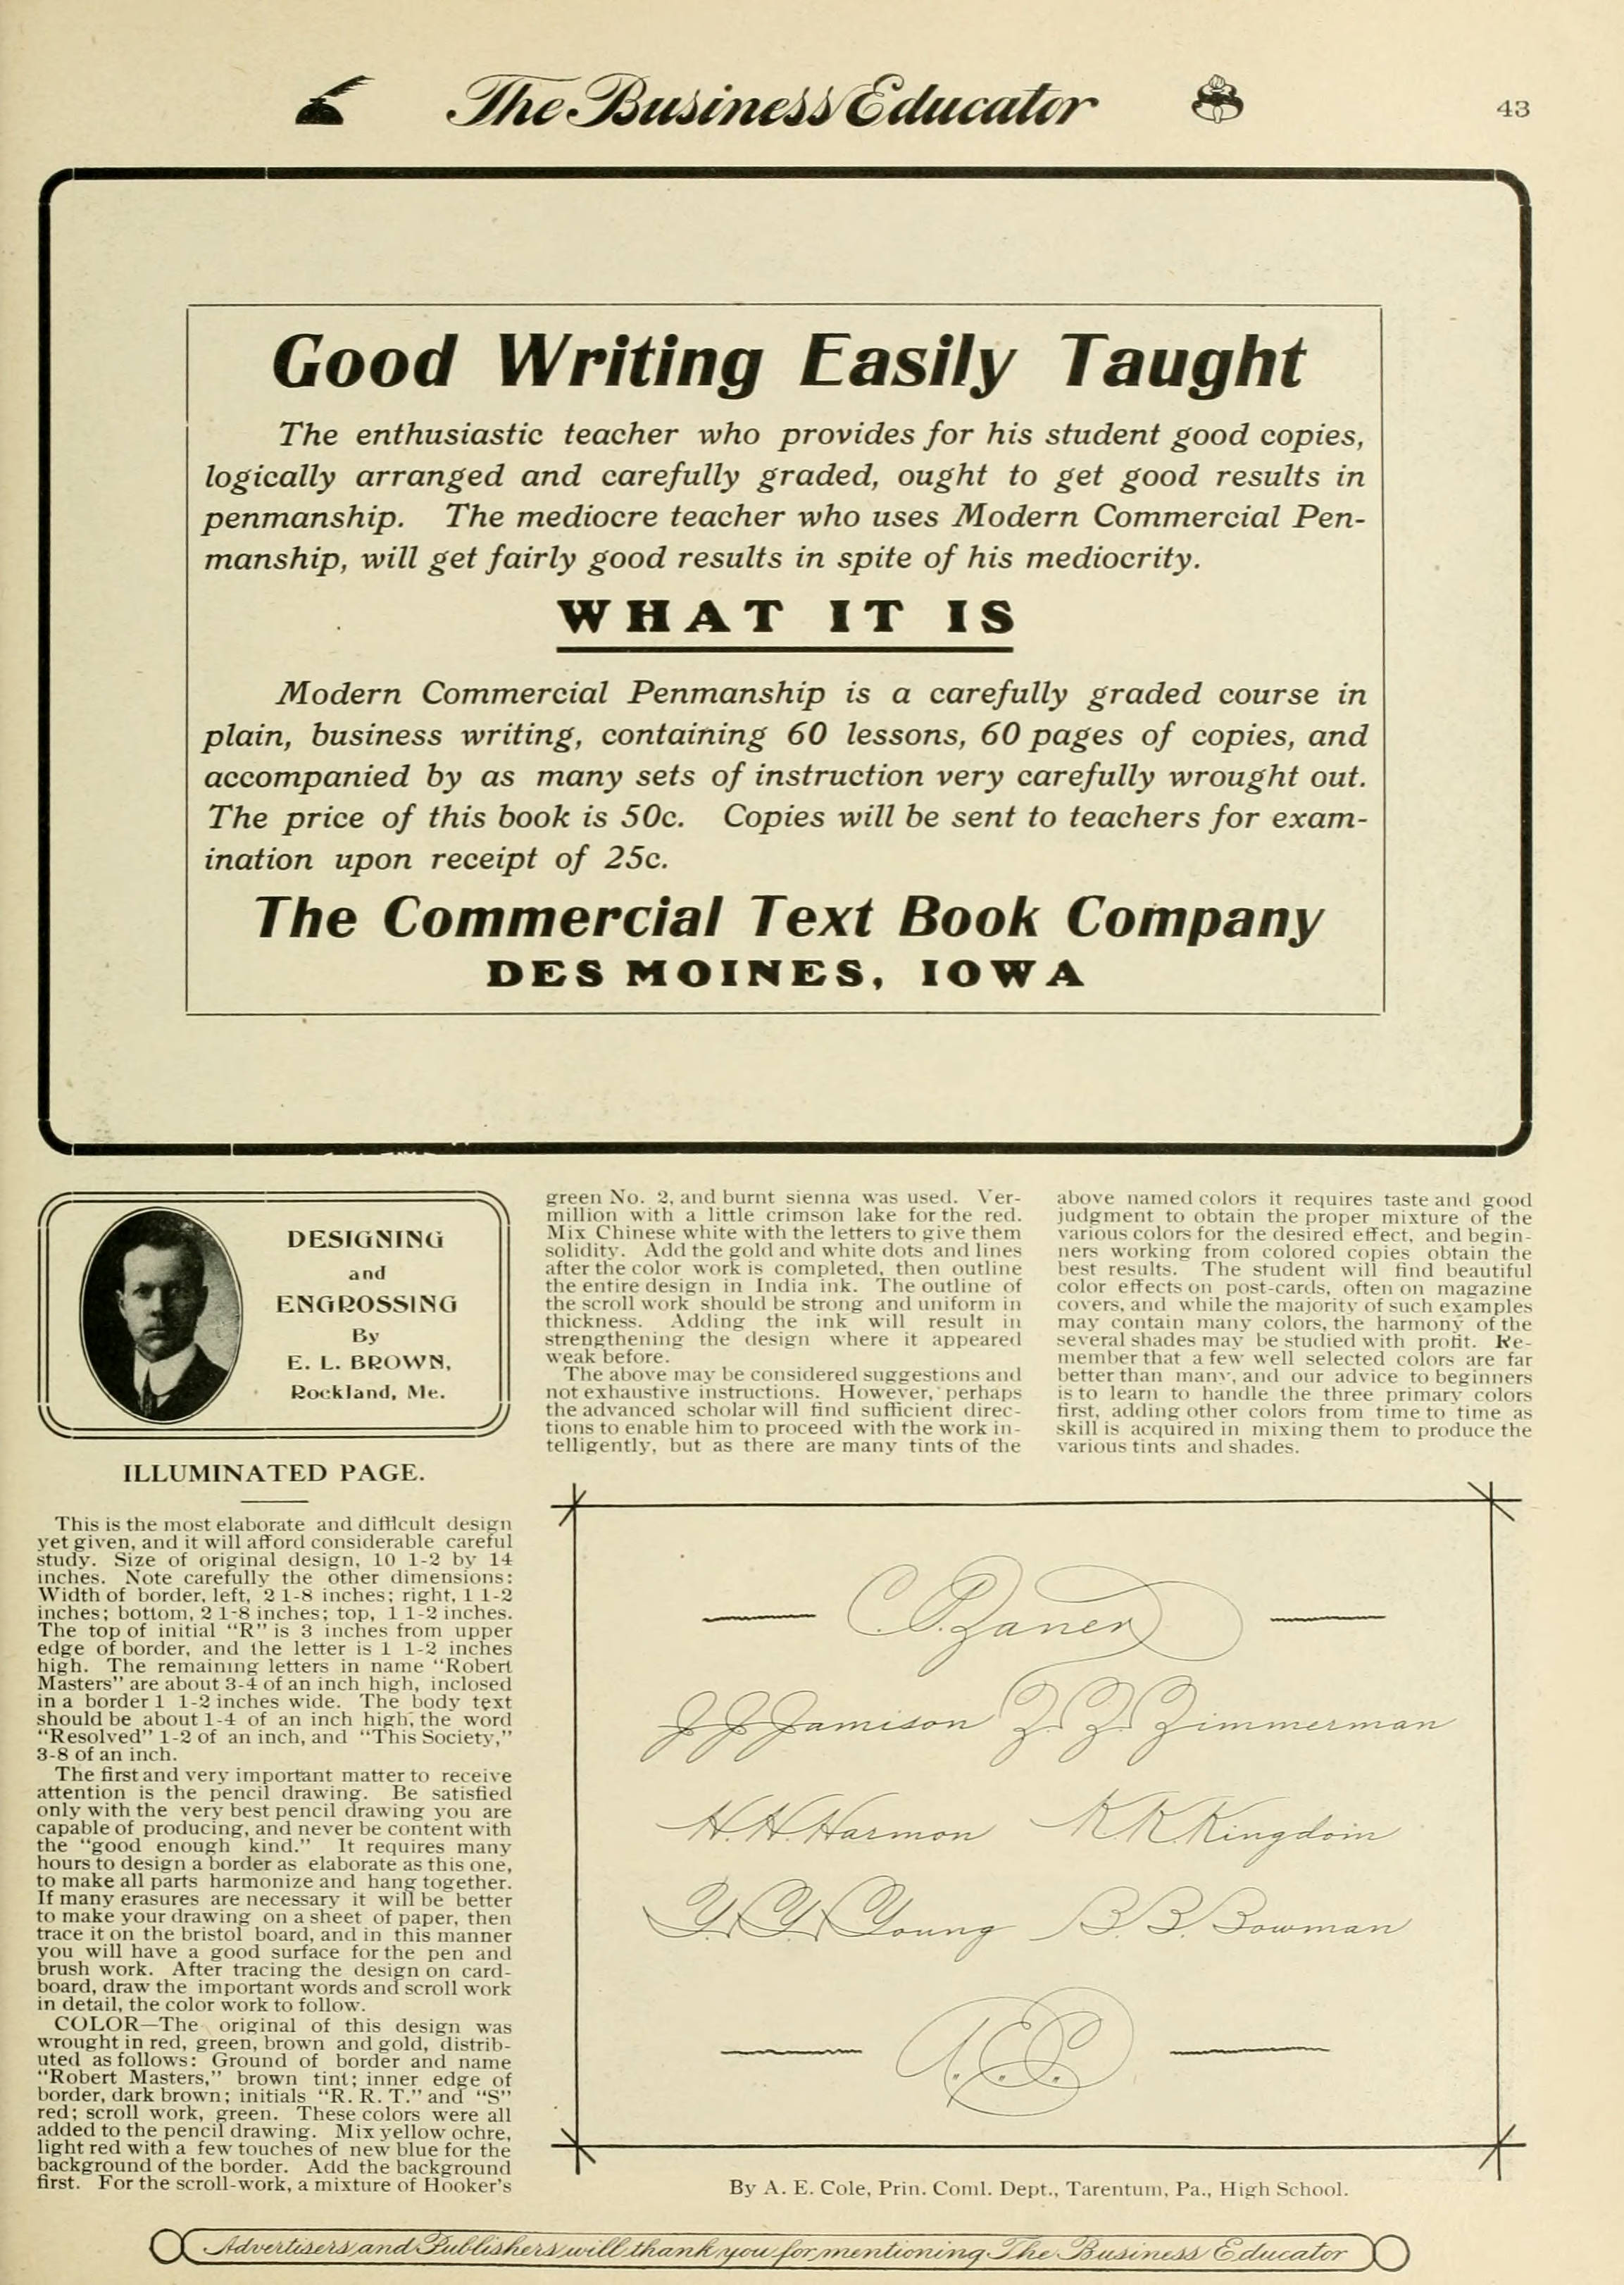 The Business Educator
43
Good Writing Easily Taught
The enthusiastic teacher who provides for his student good copies,
logically arranged and carefully graded, ought to get good results in
penmanship. The mediocre teacher who uses Modern Commercial Pen-
manship, will get fairly good results in spite of his mediocrity.
WHAT IT IS
Modern Commercial Penmanship is a carefully graded course in
plain, business writing, containing 60 lessons, 60 pages of copies, and
accompanied by as many sets of instruction very carefully wrought out.
The price of this book is 50c. Copies will be sent to teachers for exam-
ination upon receipt of 25c.
The Commercial Text Book Company
DES MOINES, IOWA
DESIGNING
and
ENGROSSING
By
E. L. BROWN,
Rockland, Me.
ILLUMINATED PAGE.
This is the most elaborate and difficult design
yet given, and it will afford considerable careful
study. Size of original design, 10 1-2 by 14
inches. Note carefully the other dimensions:
Width of border, left, 2 1-8 inches; right, 1 1-2
inches; bottom, 2 1-8 inches; top, 1 1-2 inches.
The top of initial "R" is 3 inches from upper
edge of border, and the letter is 1 1-2 inches
high. The remaining letters in name "Robert
Masters" are about 3-4 of an inch high, inclosed
in a border 1 1-2 inches wide. The body text
should be about 1-4 of an inch high, the word
"Resolved" 1-2 of an inch, and "This Society,"
3-8 of an inch.
The first and very important matter to receive
attention is the pencil drawing. Be satisfied
only with the very best pencil drawing you are
capable of producing, and never be content with
the "good enough kind." It requires many
hours to design a border as elaborate as this one,
to make all parts harmonize and hang together.
If many erasures are necessary it will be better
to make your drawing on a sheet of paper, then
trace it on the bristol board, and in this manner
you will have a good surface for the pen and
brush work. After tracing the design on card-
board, draw the important words and scroll work
in detail, the color work to follow.
COLOR—The original of this design was
wrought in red, green, brown and gold, distrib-
uted as follows: Ground of border and name
"Robert Masters," brown tint; inner edge of
border, dark brown; initials "R. R. T." and "S"
red; scroll work, green. These colors were all
added to the pencil drawing. Mix yellow ochre,
light red with a few touches of new blue for the
background of the border. Add the background
first. For the scroll-work, a mixture of Hooker's
green No. 2, and burnt sienna was used. Ver-
million with a little crimson lake for the red.
Mix Chinese white with the letters to give them
solidity. Add the gold and white dots and lines
after the color work is completed, then outline
the entire design in India ink. The outline of
the scroll work should be strong and uniform in
thickness. Adding the ink will result in
strengthening the design where it appeared
weak before.
The above may be considered suggestions and
not exhaustive instructions. However, perhaps
the advanced scholar will find sufficient direc-
tions to enable him to proceed with the work in-
telligently, but as there are many tints of the
above named colors it requires taste and good
judgment to obtain the proper mixture of the
various colors for the desired effect, and begin-
ners working from colored copies obtain the
best results. The student will find beautiful
color effects on post-cards, often on magazine
covers, and while the majority of such examples
may contain many colors, the harmony of the
several shades may be studied with profit. Re-
member that a few well selected colors are far
better than many, and our advice to beginners
is to learn to handle the three primary colors
first, adding other colors from time to time as
skill is acquired in mixing them to produce the
various tints and shades.
C. P. Zaner
J J Jamison Z. Z. Zimmerman
H. H. Harmon K K Kingdom
Y. Y. Young B. B. Bowman
A. E. C.
By A. E. Cole, Prin. Coml. Dept., Tarentum, Pa., High School.
Advertisers and Publishers will thank you for mentioning The Business Educator